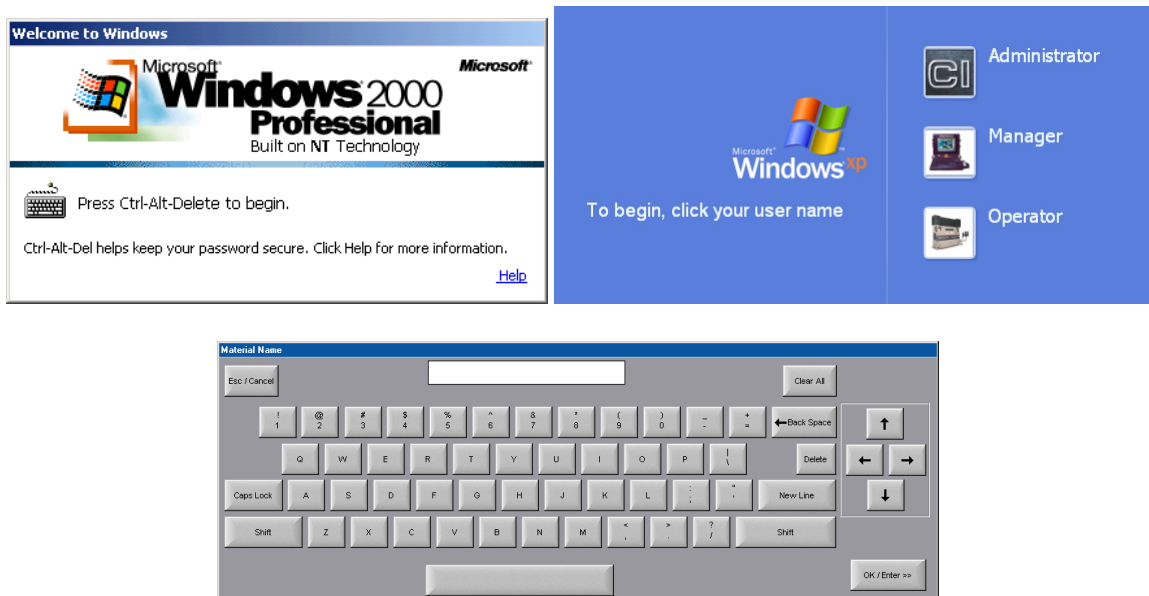 Welcome to Windows
Microsoft
Microsoft
Windows 2000
Professional
Built on NT Technology
Press Ctrl-Alt-Delete to begin.
Ctrl-Alt-Del helps keep your password secure. Click Help for more information.
Help
Microsoft
Windows xp
To begin, click your user name
CI
Administrator
Manager
Operator
Material Name
Esc / Cancel
Clear All
! @ # $ % ^ & * ( ) _ +
1 2 3 4 5 6 7 8 9 0 - = ←Back Space ↑
Q W E R T Y U I O P | \ Delete ← →
Caps Lock A S D F G H J K L : ; " ' New Line ↓
Shift Z X C V B N M < , > . ? / Shift
OK / Enter >>